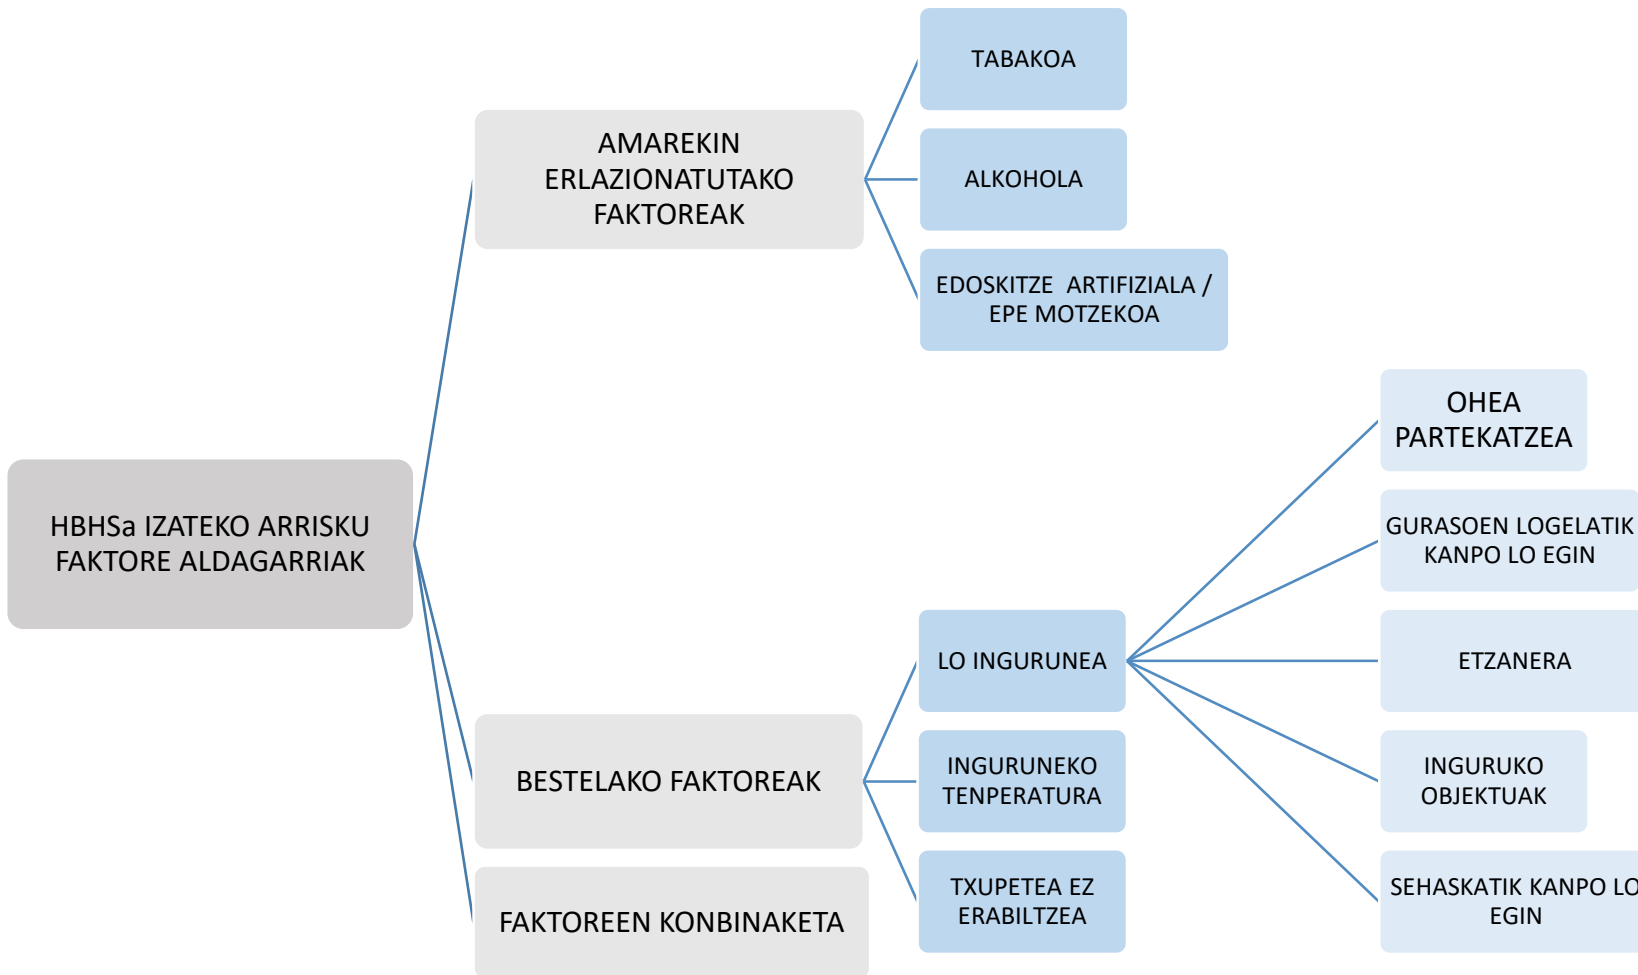 TABAKOA
AMAREKIN
ERLAZIONATUTAKO
FAKTOREAK
ALKOHOLA
EDOSKITZE ARTIFIZIALA /
EPE MOTZEKOA
OHEA
PARTEKATZEA
HBHSa IZATEKO ARRISKU
FAKTORE ALDAGARRIAK
GURASOEN LOGELATIK
KANPO LO EGIN
LO INGURUNEA
ETZANERA
BESTELAKO FAKTOREAK
INGURUNEKO
TENPERATURA
INGURUKO
OBJEKTUAK
FAKTOREEN KONBINAKETA
TXUPETEA EZ
ERABILTZEA
SEHASKATIK KANPO LO
EGIN